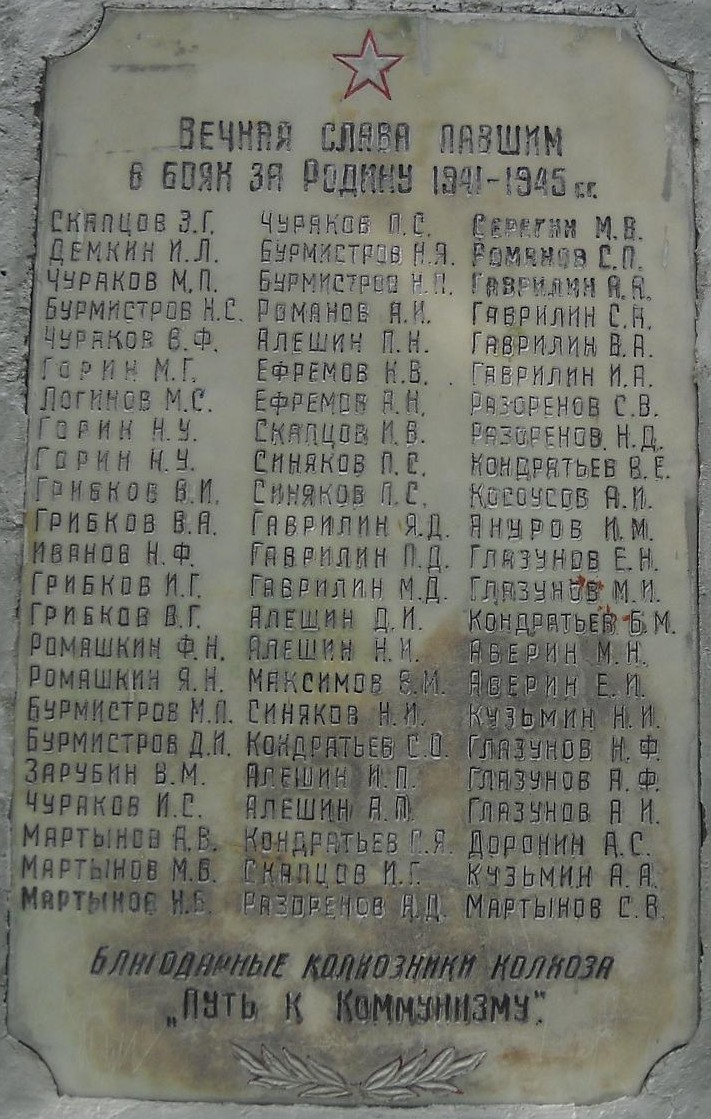 Вечная слава павшим
в боях за Родину 1941-1945 г.г.
Скапцов З.Г. Чураков П.С. Серегин М.В.
Демкин И.Л. Бурмистров Н.Я. Романов С.П.
Чураков М.П. Бурмистров Н.П. Гаврилин А.А.
Бурмистров Н.С. Романов А.И. Гаврилин С.А.
Чураков В.Ф. Алешин П.Н. Гаврилин В.А.
Горин М.Г. Ефремов К.В. Гаврилин И.А.
Логинов М.С. Ефремов А.Н. Разоренов С.В.
Горин Н.У. Скапцов И.В. Разоренов Н.Д.
Горин Н.У. Синяков П.С. Кондратьев В.Е.
Грибков В.И. Синяков П.С. Косоусов А.И.
Грибков В.А. Гаврилин Я.Д. Ануров И.М.
Иванов Н.Ф. Гаврилин П.Д. Глазунов Е.Н.
Грибков И.Г. Гаврилин М.Д. Глазунов М.И.
Грибков В.Г. Алешин Д.И. Кондратьев Б.М.
Ромашкин Ф.Н. Алешин Н.И. Аверин М.Н.
Ромашкин Я.Н. Максимов В.И. Аверин Е.И.
Бурмистров М.П. Синяков Н.И. Кузьмин Н.И.
Бурмистров Д.И. Кондратьев С.О. Глазунов Н.Ф.
Зарубин В.М. Алешин И.П. Глазунов А.Ф.
Чураков И.С. Алешин А.П. Глазунов А.И.
Мартынов А.В. Кондратьев Г.Я. Доронин А.С.
Мартынов М.Б. Скапцов И.Г. Кузьмин А.А.
Мартынов Н.Б. Разоренов А.Д. Мартынов С.В.
Благодарные колхозники колхоза
„Путь к Коммунизму".